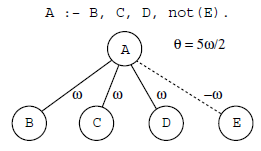 A :- B, C, D, not(E).
A
θ = 5ω/2
ω ω ω -ω
B C D E